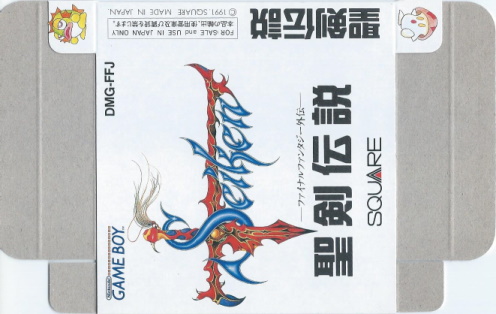 聖剣伝説
FOR SALE and USE IN JAPAN ONLY
本品の輸出、使用営業及び賃貸を禁じます。
© 1991 SQUARE MADE IN JAPAN
DMG-FFJ
Seiken
ーファイナルファンタジー外伝ー
聖剣伝説
SQUARE
Nintendo
GAME BOY